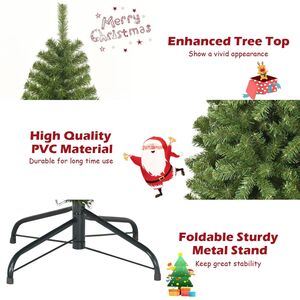 Merry
Christmas
Enhanced Tree Top
Show a vivid appearance
High Quality
PVC Material
Durable for long time use
Foldable Sturdy
Metal Stand
Keep great stability